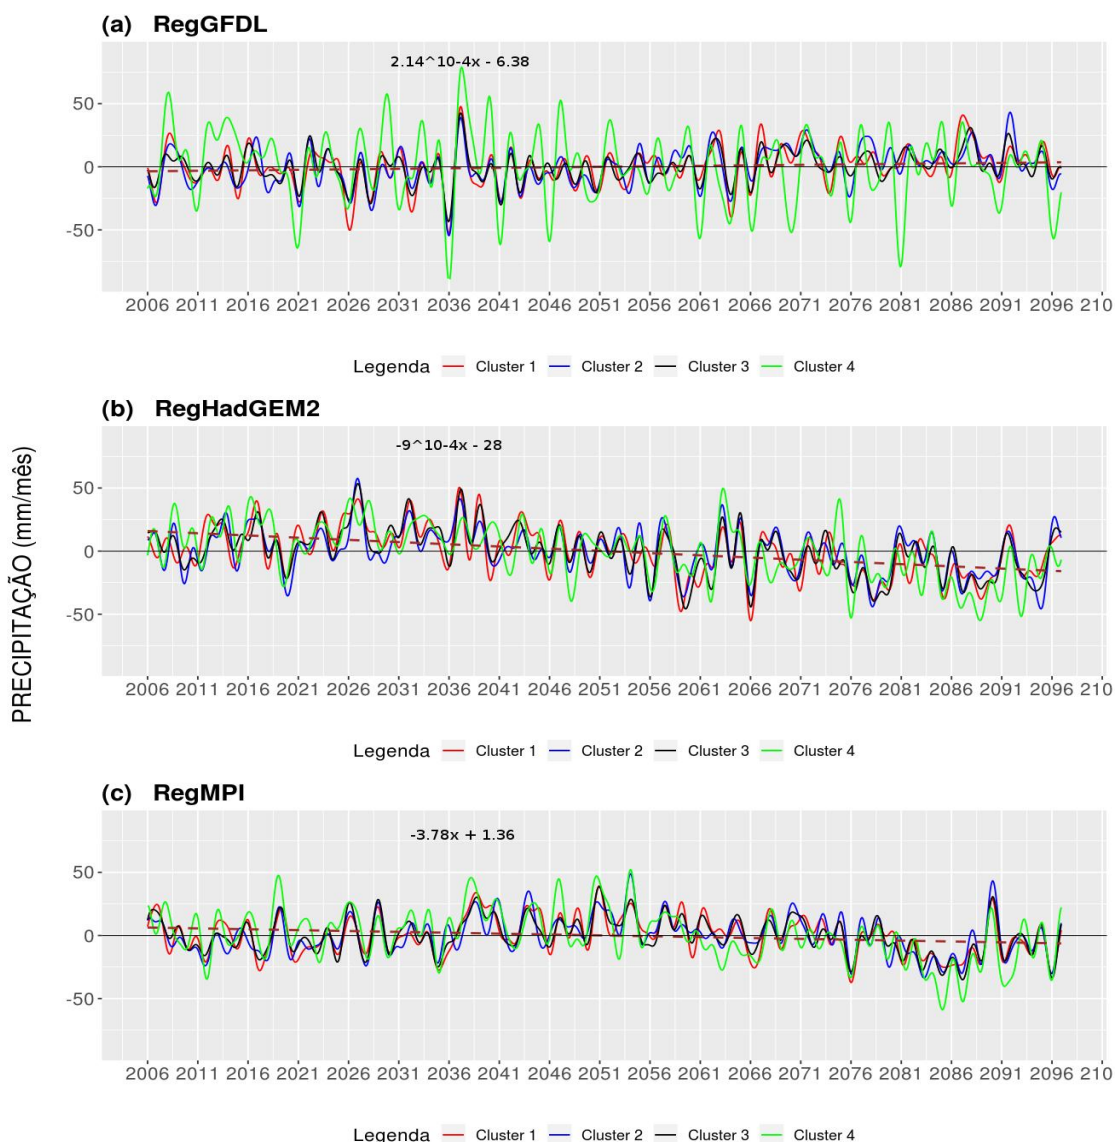 (a) RegGFDL
2.14^10-4x - 6.38
50
0
-50
2006 2011 2016 2021 2026 2031 2036 2041 2046 2051 2056 2061 2066 2071 2076 2081 2086 2091 2096 210
Legenda Cluster 1 Cluster 2 Cluster 3 Cluster 4
(b) RegHadGEM2
-9^10-4x - 28
PRECIPITAÇÃO (mm/mês)
50
0
-50
2006 2011 2016 2021 2026 2031 2036 2041 2046 2051 2056 2061 2066 2071 2076 2081 2086 2091 2096 210
Legenda Cluster 1 Cluster 2 Cluster 3 Cluster 4
(c) RegMPI
-3.78x + 1.36
50
0
-50
2006 2011 2016 2021 2026 2031 2036 2041 2046 2051 2056 2061 2066 2071 2076 2081 2086 2091 2096 210
Legenda Cluster 1 Cluster 2 Cluster 3 Cluster 4